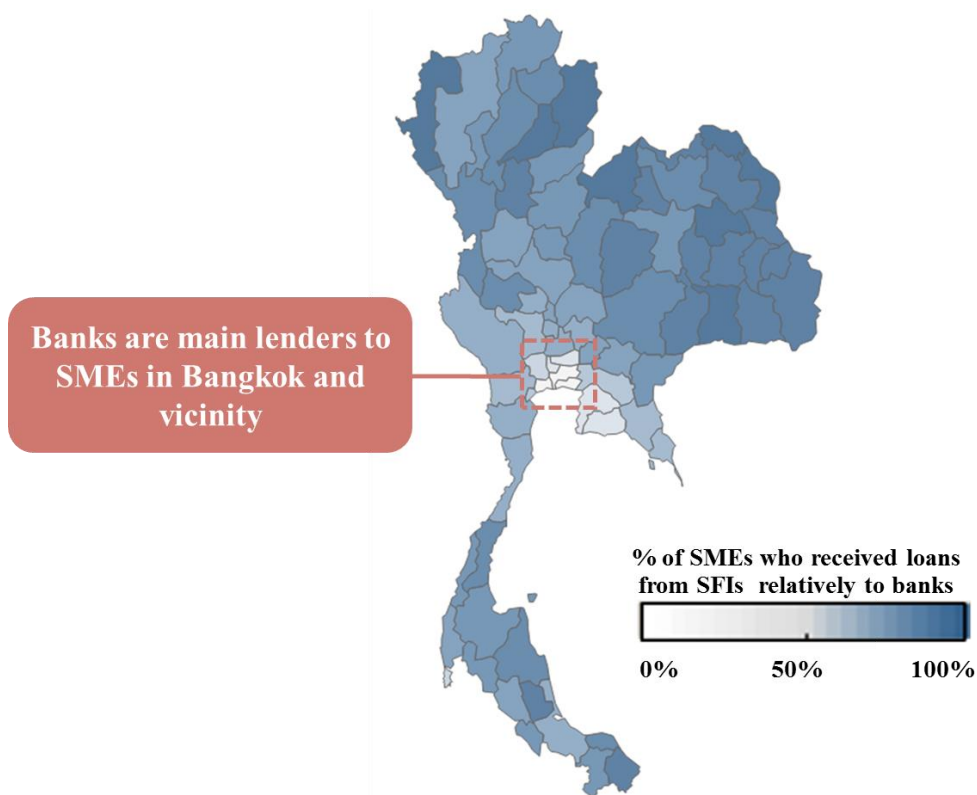 Banks are main lenders to
SMEs in Bangkok and
vicinity
% of SMEs who received loans
from SFIs relatively to banks
0% 50% 100%